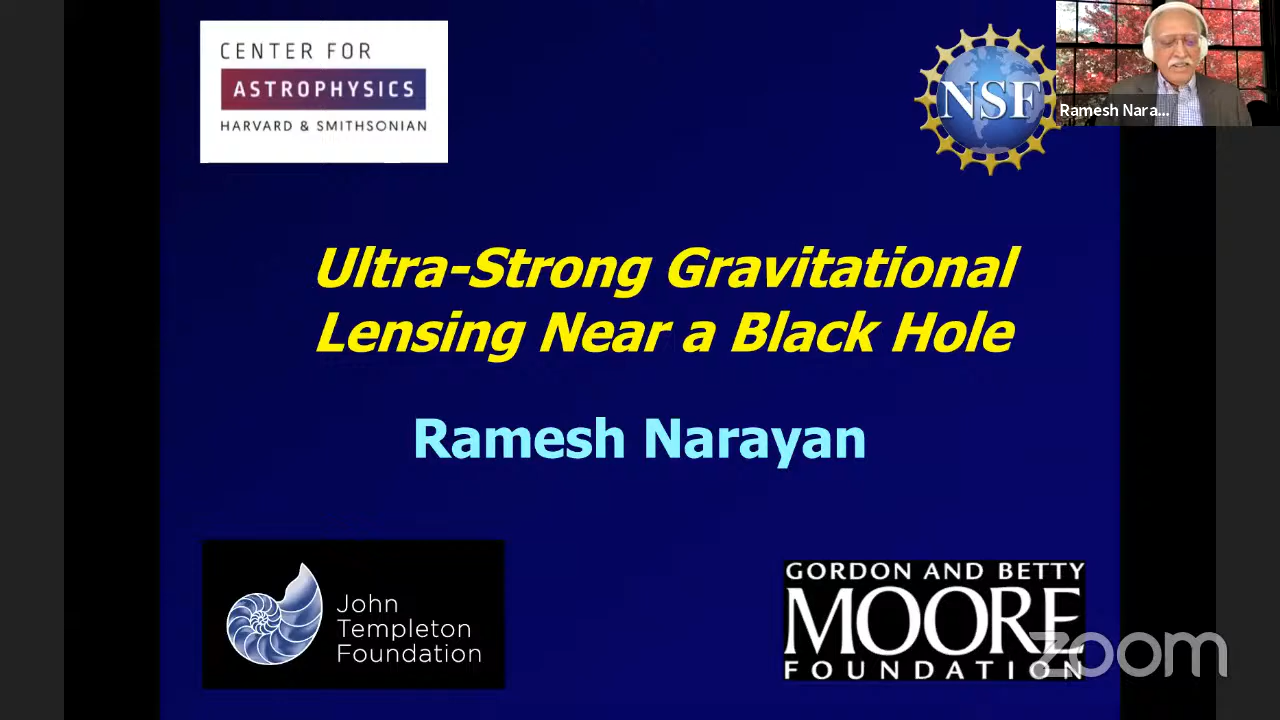 CENTER FOR
ASTROPHYSICS
HARVARD & SMITHSONIAN
NSF
Ramesh Nara...
Ultra-Strong Gravitational
Lensing Near a Black Hole
Ramesh Narayan
John
Templeton
Foundation
GORDON AND BETTY
MOORE
FOUNDATION
zoom